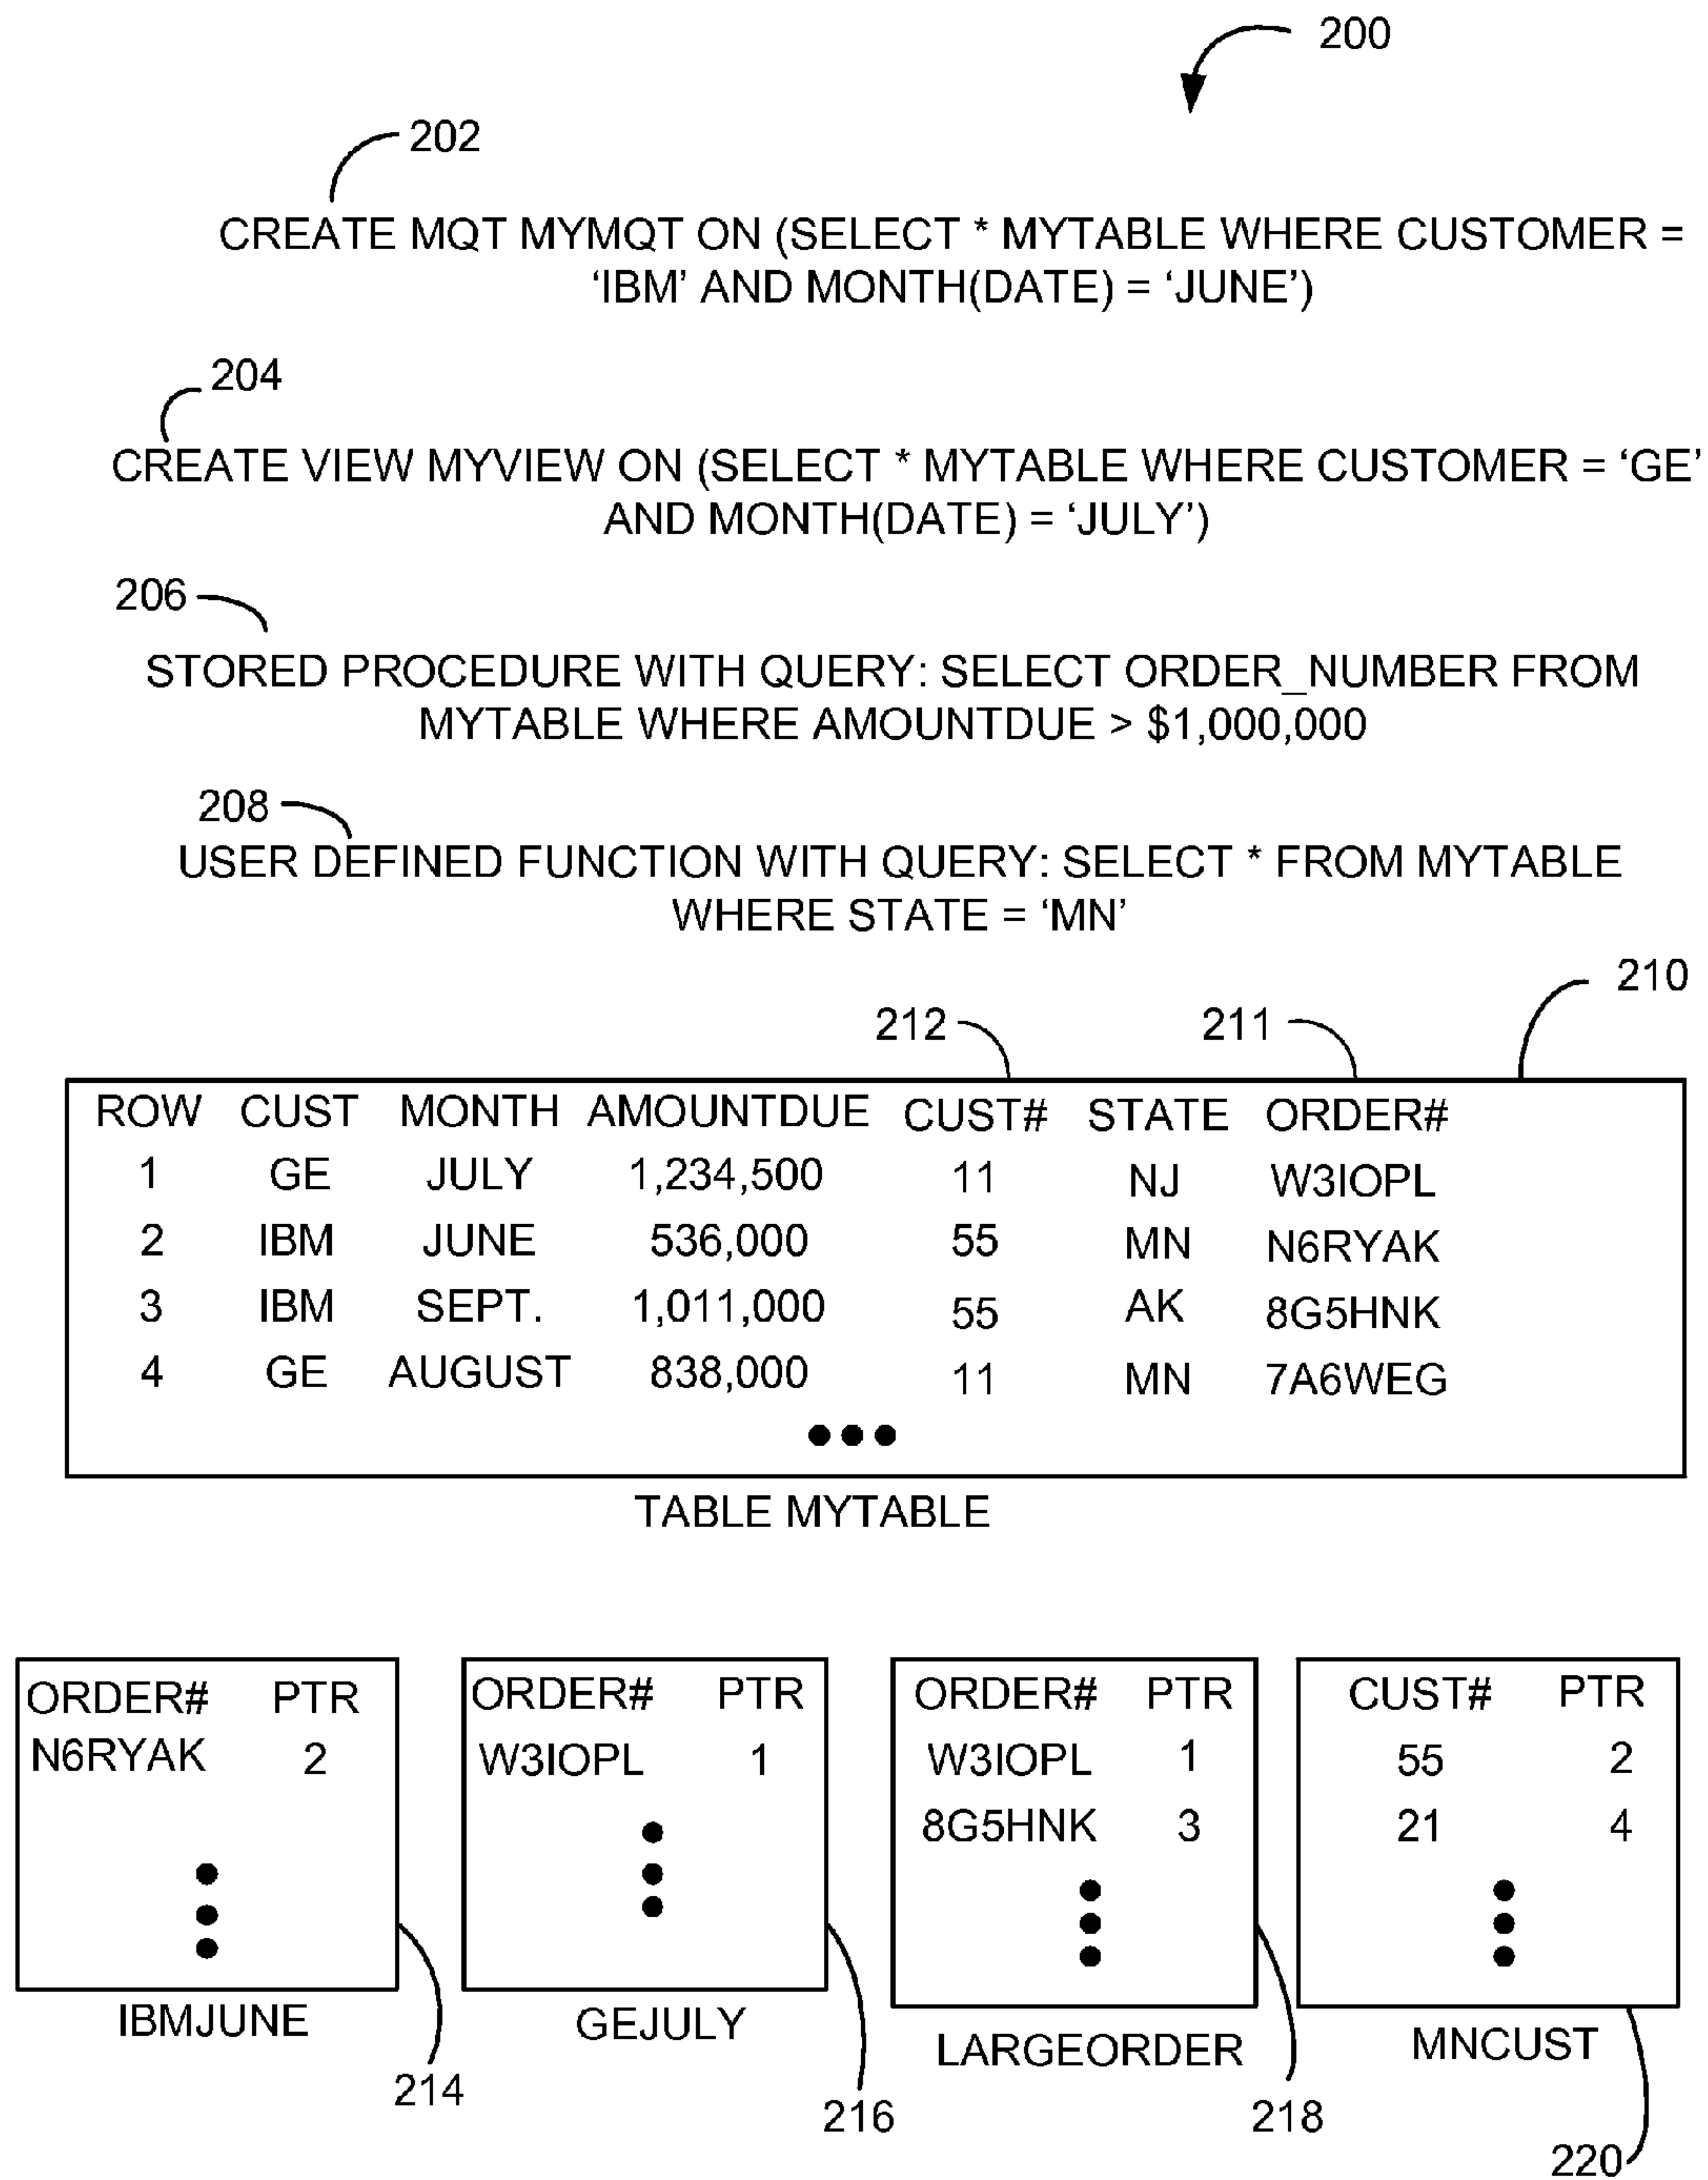 200
202
CREATE MQT MYMQT ON (SELECT * MYTABLE WHERE CUSTOMER =
‘IBM’ AND MONTH(DATE) = ‘JUNE’)
204
CREATE VIEW MYVIEW ON (SELECT * MYTABLE WHERE CUSTOMER = ‘GE’
AND MONTH(DATE) = ‘JULY’)
206
STORED PROCEDURE WITH QUERY: SELECT ORDER_NUMBER FROM
MYTABLE WHERE AMOUNTDUE > $1,000,000
208
USER DEFINED FUNCTION WITH QUERY: SELECT * FROM MYTABLE
WHERE STATE = ‘MN’
210
212 211
ROW CUST MONTH AMOUNTDUE CUST# STATE ORDER#
1 GE JULY 1,234,500 11 NJ W3IOPL
2 IBM JUNE 536,000 55 MN N6RYAK
3 IBM SEPT. 1,011,000 55 AK 8G5HNK
4 GE AUGUST 838,000 11 MN 7A6WEG
TABLE MYTABLE
ORDER# PTR
N6RYAK 2
IBMJUNE
214
ORDER# PTR
W3IOPL 1
GEJULY
216
ORDER# PTR
W3IOPL 1
8G5HNK 3
LARGEORDER
218
CUST# PTR
55 2
21 4
MNCUST
220